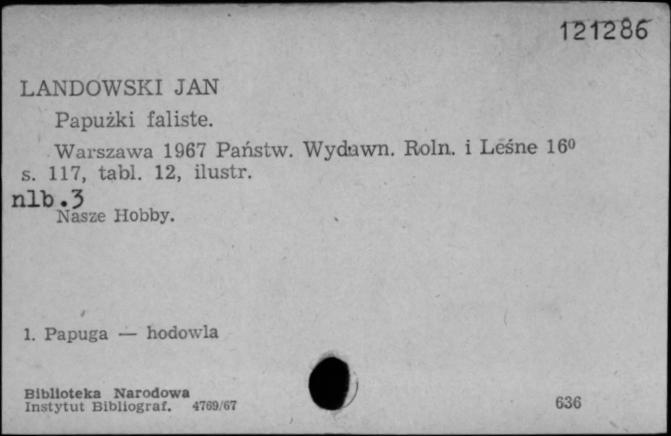 121286
LANDOWSKI JAN
Papużki faliste.
Warszawa 1967 Państw. Wydawn. Roln. i Leśne 16⁰
s. 117, tabl. 12, ilustr.
nlb.3
Nasze Hobby.
1. Papuga — hodowla
Biblioteka Narodowa
Instytut Bibliograf. 4769/67
636